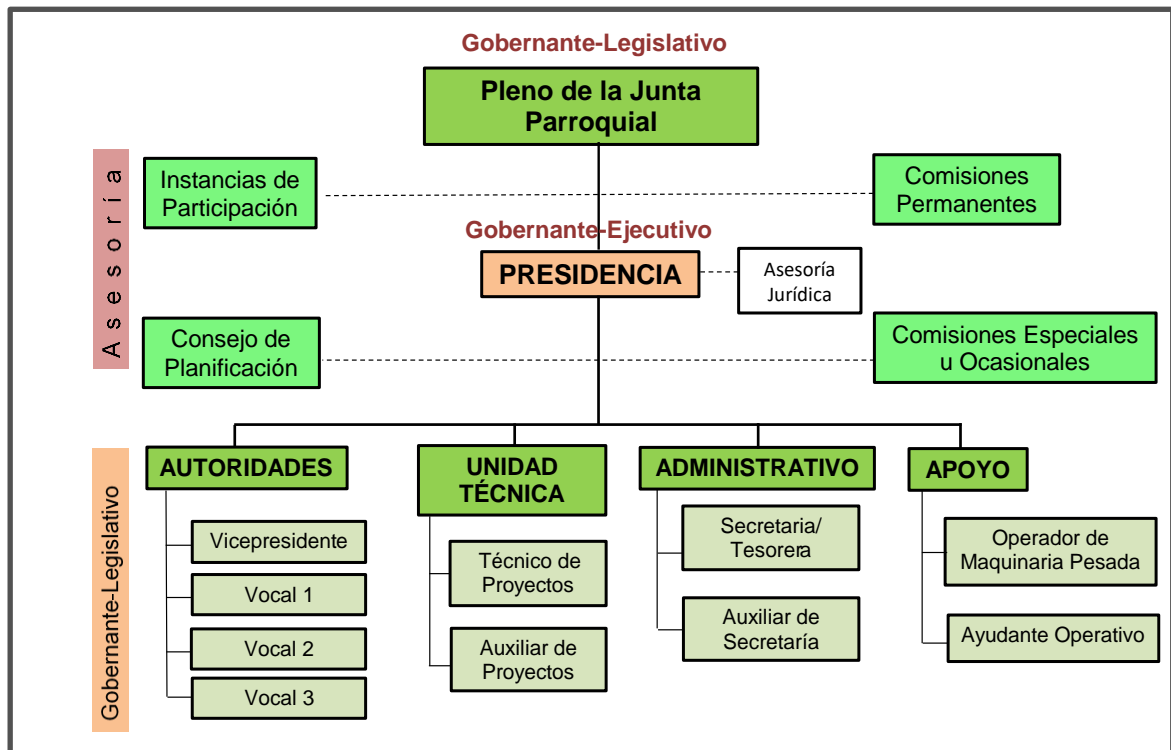 Gobernante-Legislativo
Pleno de la Junta
Parroquial
Asesoría
Instancias de
Participación
Comisiones
Permanentes
Gobernante-Ejecutivo
PRESIDENCIA
Asesoría
Jurídica
Consejo de
Planificación
Comisiones Especiales
u Ocasionales
Gobernante-Legislativo
AUTORIDADES
Vicepresidente
Vocal 1
Vocal 2
Vocal 3
UNIDAD
TÉCNICA
Técnico de
Proyectos
Auxiliar de
Proyectos
ADMINISTRATIVO
Secretaria/
Tesorera
Auxiliar de
Secretaría
APOYO
Operador de
Maquinaria Pesada
Ayudante Operativo